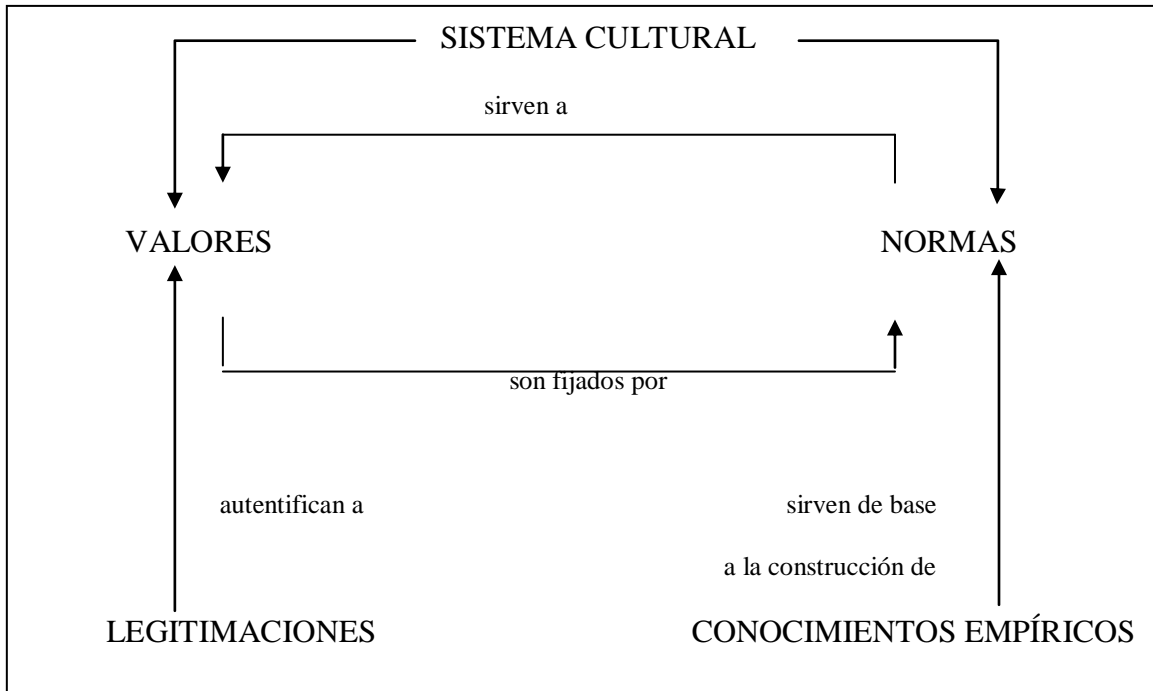 SISTEMA CULTURAL
sirven a
VALORES
NORMAS
son fijados por
autentifican a
sirven de base
a la construcción de
LEGITIMACIONES
CONOCIMIENTOS EMPÍRICOS